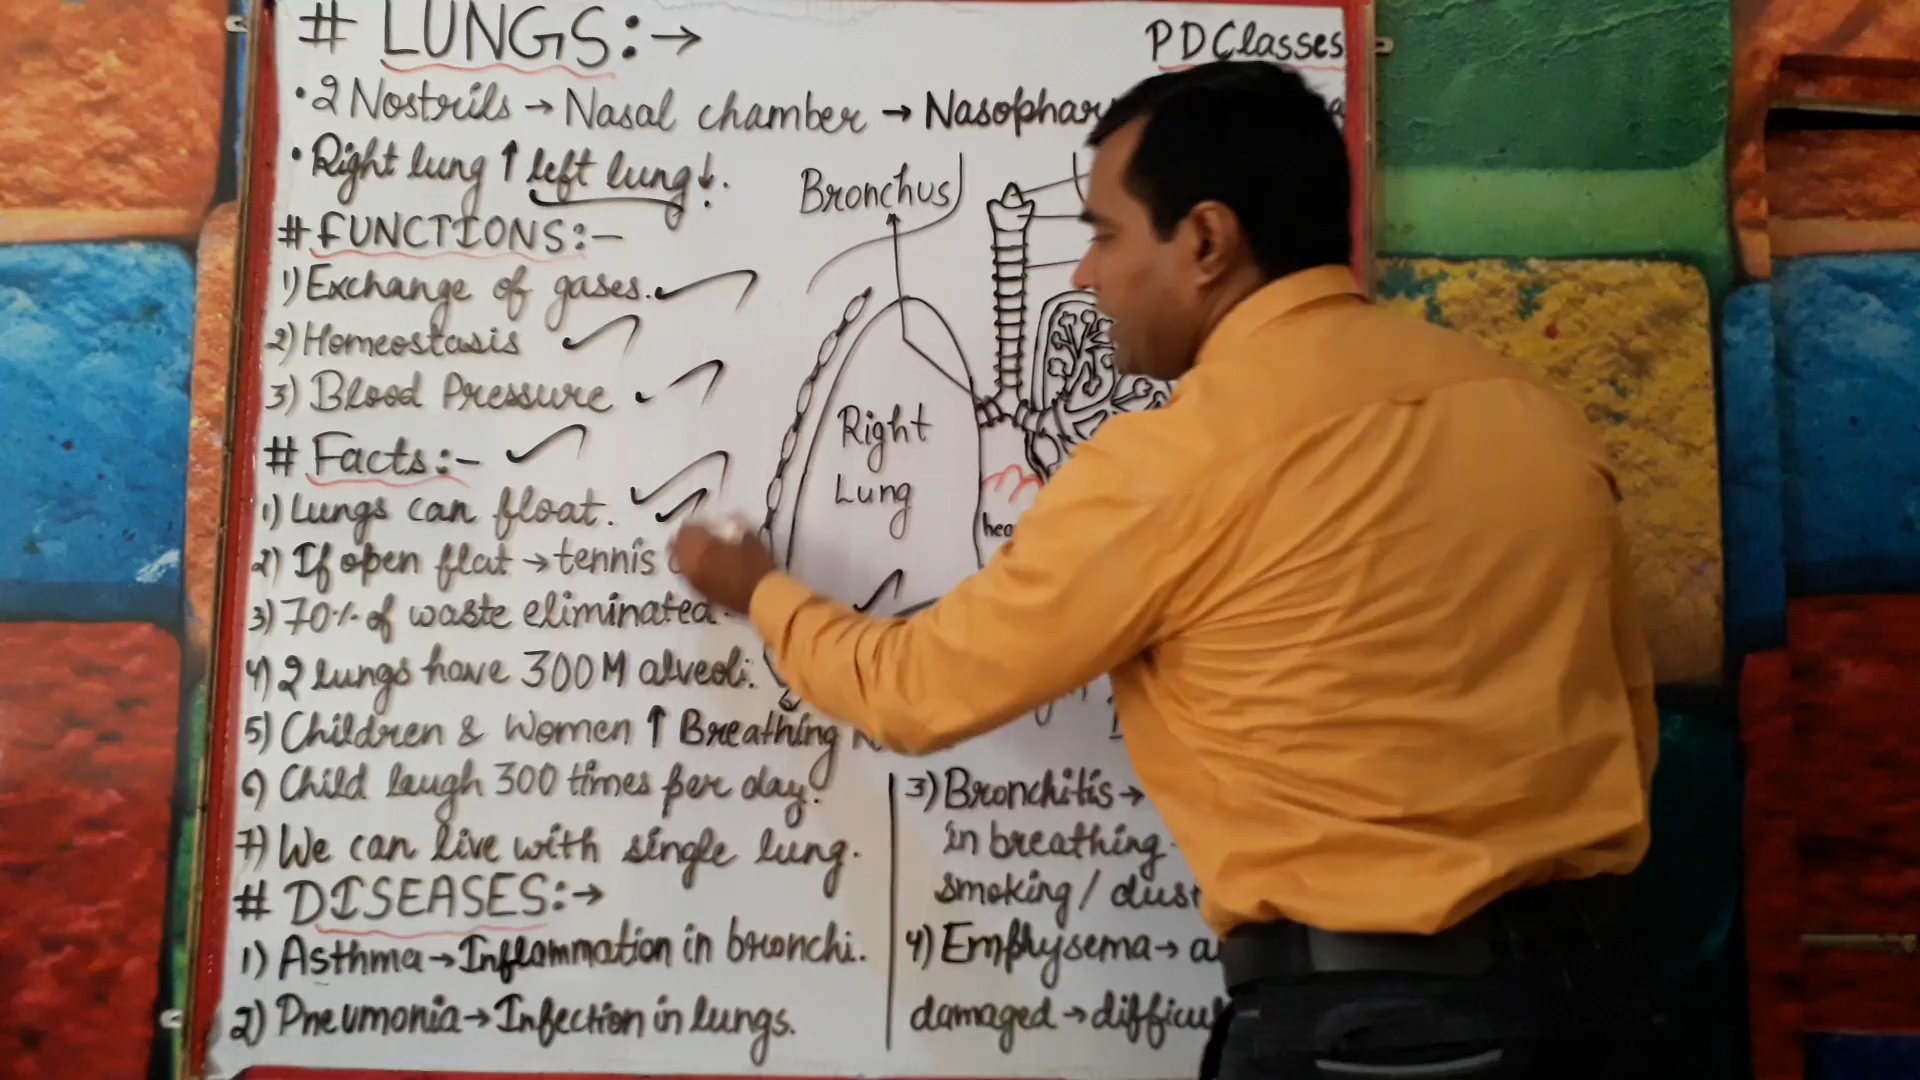 # LUNGS:→
PD Classes
• 2 Nostrils → Nasal chamber →
• Right lung ↑ left lung ↓.
Bronchus
# FUNCTIONS:-
1) Exchange of gases.
2) Homeostasis
3) Blood Pressure
# Facts:-
Right
Lung
1) Lungs can float.
2) If open flat → tennis
3) 70% of waste eliminated.
4) 2 lungs have 300M alveoli.
5) Children & Women ↑ Breathing
6) Child laugh 300 times per day.
7) We can live with single lung.
# DISEASES:→
1) Asthma → Inflammation in bronchi.
2) Pneumonia → Infection in lungs.
3) Bronchitis →
in breathing
smoking / dust
4) Emphysema →
damaged →